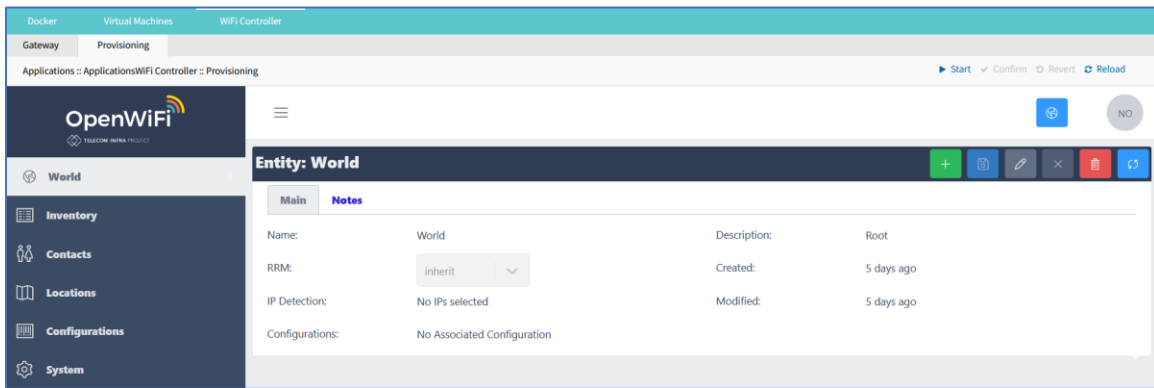 Docker Virtual Machines WiFi Controller
Gateway Provisioning
Applications :: ApplicationsWiFi Controller :: Provisioning Start Confirm Revert Reload
OpenWiFi
TELECOM INFRA PROJECT
NO
World
Entity: World
Main Notes
Inventory
Name: World Description: Root
Contacts
RRM: inherit Created: 5 days ago
Locations
IP Detection: No IPs selected Modified: 5 days ago
Configurations
Configurations: No Associated Configuration
System